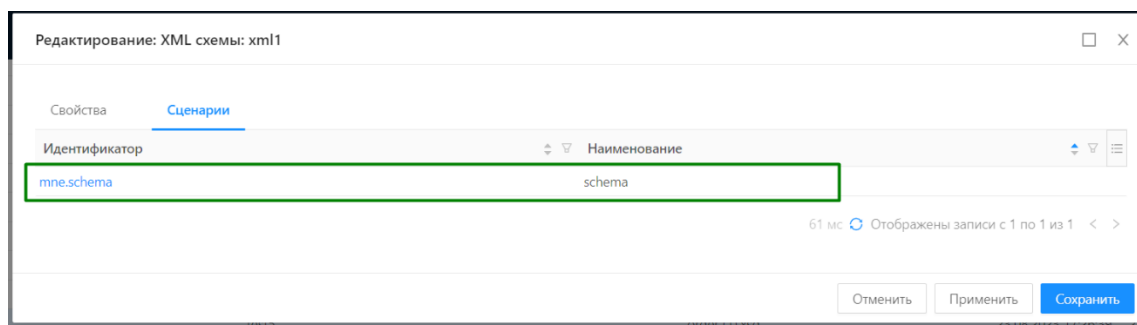 Редактирование: XML схемы: xml1
Свойства Сценарии
Идентификатор Наименование
mne.schema schema
61 мс Отображены записи с 1 по 1 из 1
Отменить Применить Сохранить